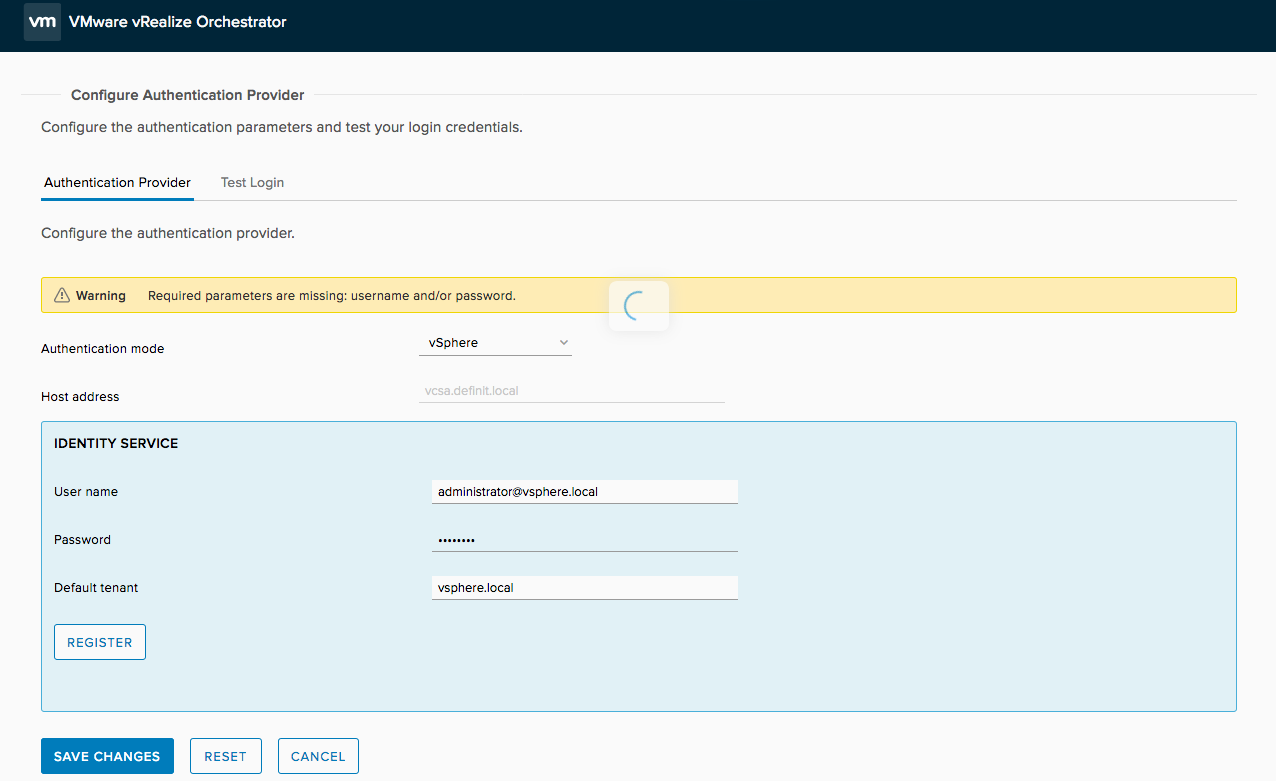 vm VMware vRealize Orchestrator
Configure Authentication Provider
Configure the authentication parameters and test your login credentials.
Authentication Provider Test Login
Configure the authentication provider.
Warning Required parameters are missing: username and/or password.
Authentication mode vSphere
Host address vcsa.definit.local
IDENTITY SERVICE
User name administrator@vsphere.local
Password ••••••••
Default tenant vsphere.local
REGISTER
SAVE CHANGES RESET CANCEL